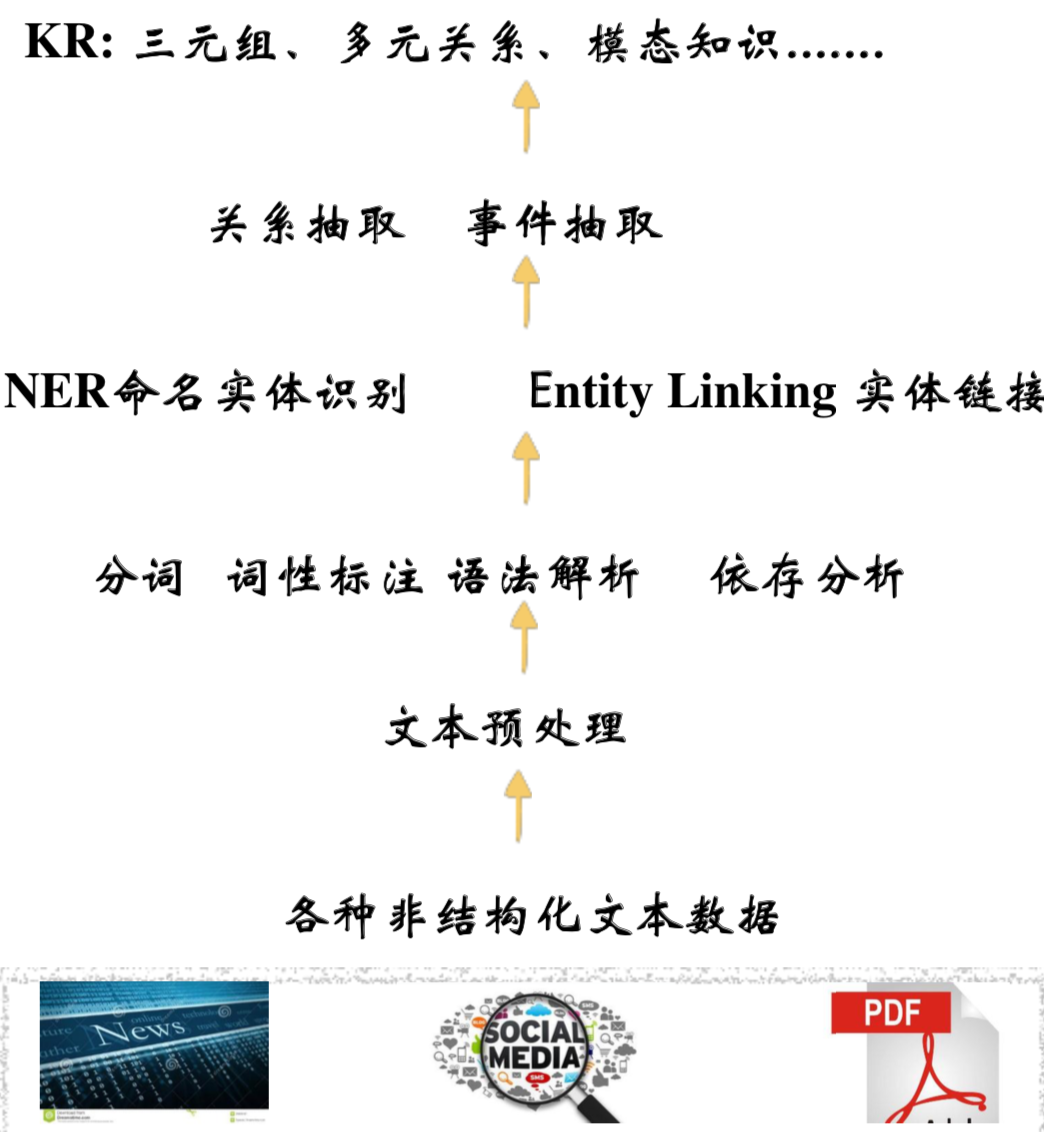 KR: 三元组、多元关系、模态知识.......
关系抽取 事件抽取
NER命名实体识别 Entity Linking 实体链接
分词 词性标注 语法解析 依存分析
文本预处理
各种非结构化文本数据
News
SOCIAL
MEDIA
SMS
PDF